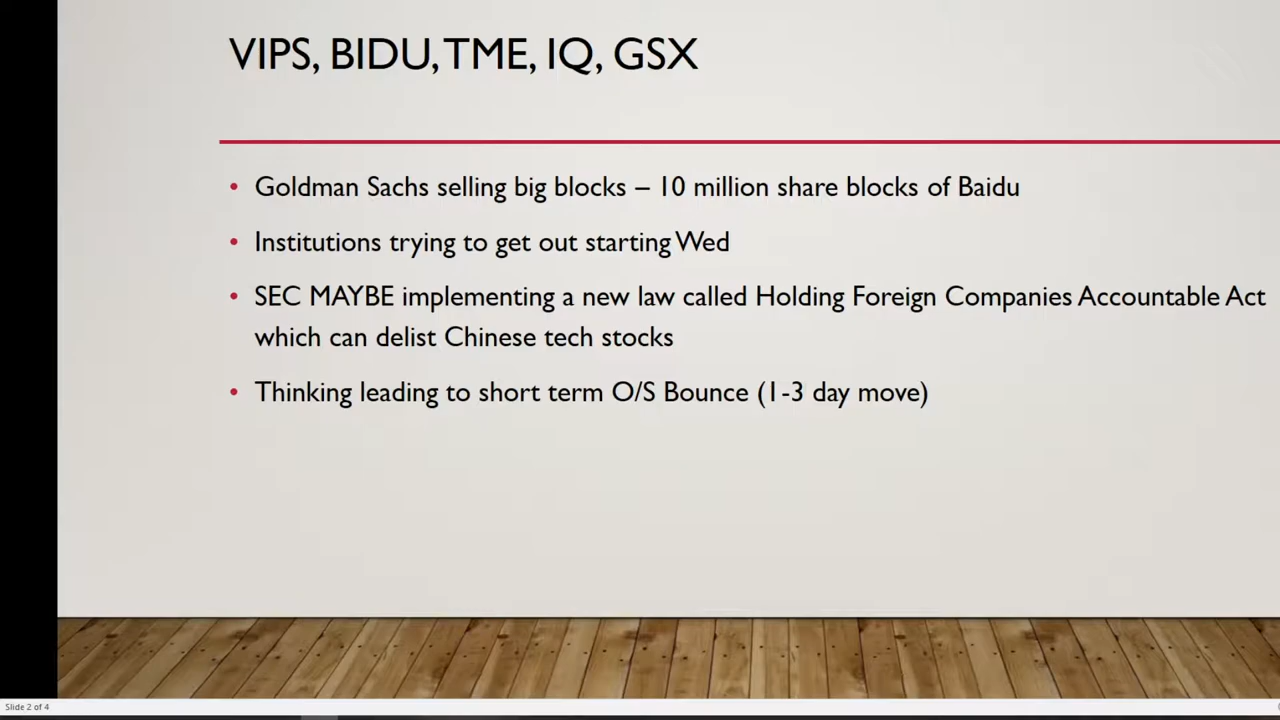 VIPS, BIDU, TME, IQ, GSX
• Goldman Sachs selling big blocks – 10 million share blocks of Baidu
• Institutions trying to get out starting Wed
• SEC MAYBE implementing a new law called Holding Foreign Companies Accountable Act
which can delist Chinese tech stocks
• Thinking leading to short term O/S Bounce (1-3 day move)
Slide 2 of 4